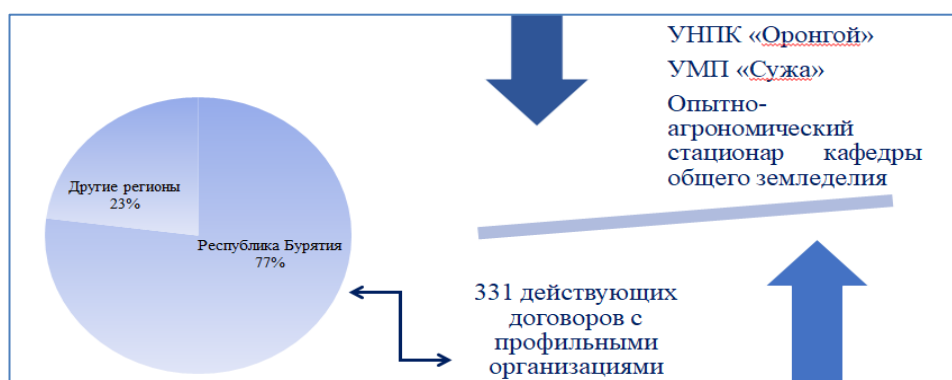 УНПК «Оронгой»
УМП «Сужа»
Опытно-
агрономический
стационар кафедры
общего земледелия
Другие регионы
23%
Республика Бурятия
77%
331 действующих
договоров с
профильными
организациями